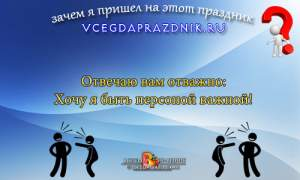 зачем я пришел на этот праздник
VCEGDAPRAZDNIK.RU
?
Отвечаю вам отважно:
Хочу я быть персоной важной!